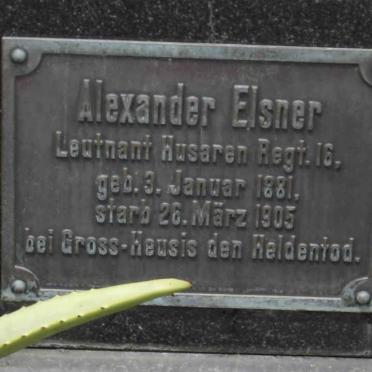 Alexander Elsner
Leutnant Husaren Regt. 16,
geb. 3. Januar 1881,
starb 26. März 1905
bei Gross-Heusis den Heldentod.